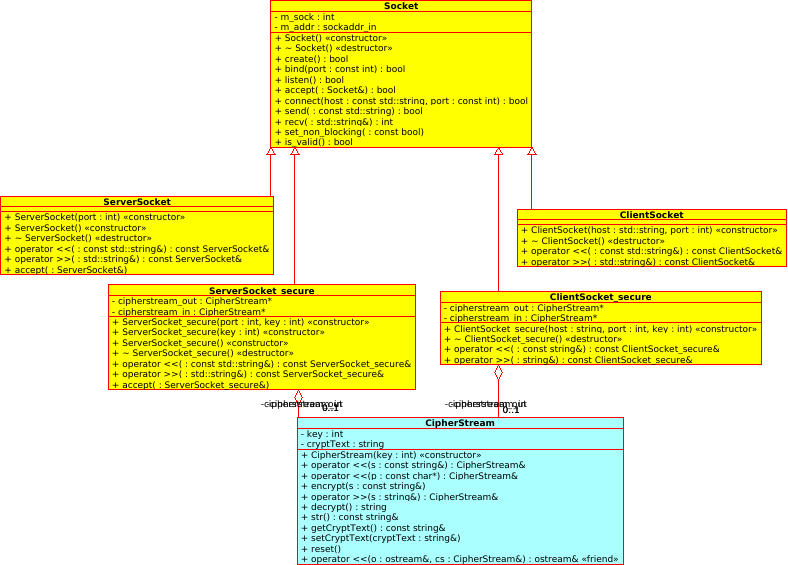 Socket
- m_sock : int
- m_addr : sockaddr_in
+ Socket() «constructor»
+ ~ Socket() «destructor»
+ create() : bool
+ bind(port : const int) : bool
+ listen() : bool
+ accept( : Socket&) : bool
+ connect(host : const std::string, port : const int) : bool
+ send( : const std::string) : bool
+ recv( : std::string&) : int
+ set_non_blocking( : const bool)
+ is_valid() : bool
ServerSocket
+ ServerSocket(port : int) «constructor»
+ ServerSocket() «constructor»
+ ~ ServerSocket() «destructor»
+ operator <<( : const std::string&) : const ServerSocket&
+ operator >>( : std::string&) : const ServerSocket&
+ accept( : ServerSocket&)
ClientSocket
+ ClientSocket(host : std::string, port : int) «constructor»
+ ~ ClientSocket() «destructor»
+ operator <<( : const std::string&) : const ClientSocket&
+ operator >>( : std::string&) : const ClientSocket&
ServerSocket_secure
- cipherstream_out : CipherStream*
- cipherstream_in : CipherStream*
+ ServerSocket_secure(port : int, key : int) «constructor»
+ ServerSocket_secure(key : int) «constructor»
+ ServerSocket_secure() «constructor»
+ ~ ServerSocket_secure() «destructor»
+ operator <<( : const std::string&) : const ServerSocket_secure&
+ operator >>( : std::string&) : const ServerSocket_secure&
+ accept( : ServerSocket_secure&)
ClientSocket_secure
- cipherstream_out : CipherStream*
- cipherstream_in : CipherStream*
+ ClientSocket_secure(host : string, port : int, key : int) «constructor»
+ ~ ClientSocket_secure() «destructor»
+ operator <<( : const string&) : const ClientSocket_secure&
+ operator >>( : string&) : const ClientSocket_secure&
0..1
0..1
CipherStream
- key : int
- cryptText : string
+ CipherStream(key : int) «constructor»
+ operator <<(s : const string&) : CipherStream&
+ operator <<(p : const char*) : CipherStream&
+ encrypt(s : const string&)
+ operator >>(s : string&) : CipherStream&
+ decrypt() : string
+ str() : const string&
+ getCryptText() : const string&
+ setCryptText(cryptText : string&)
+ reset()
+ operator <<(o : ostream&, cs : CipherStream&) : ostream& «friend»